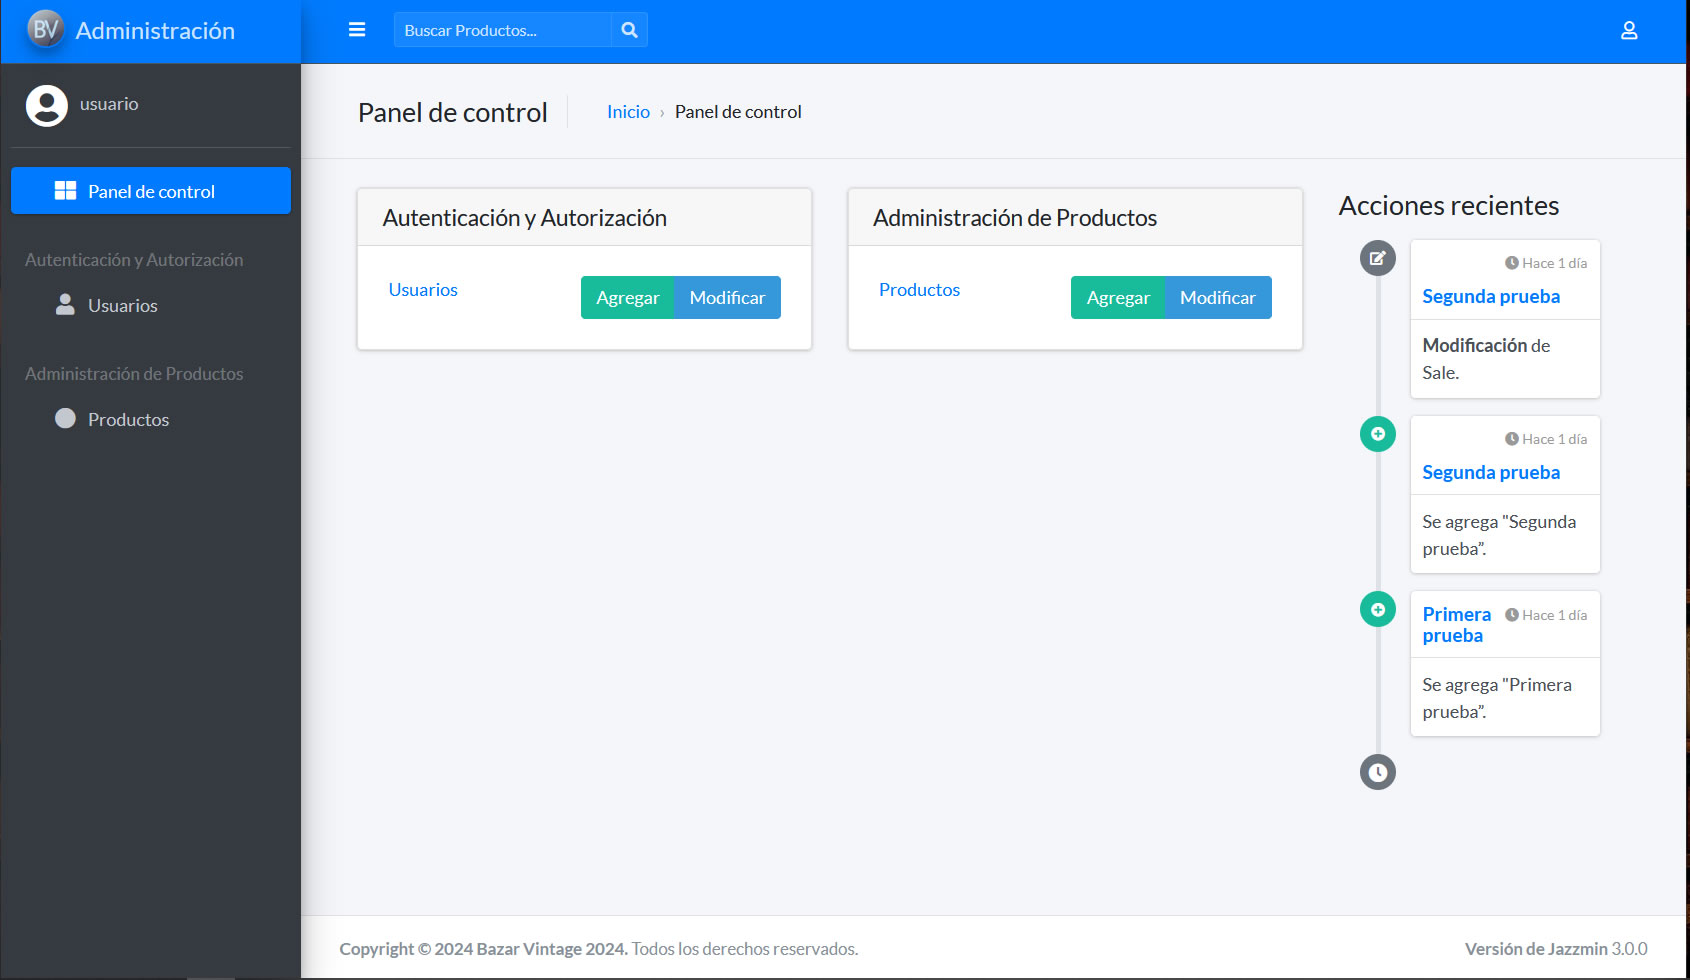 BV Administración
Buscar Productos...
usuario
Panel de control
Autenticación y Autorización
Usuarios
Administración de Productos
Productos
Panel de control
Inicio › Panel de control
Autenticación y Autorización
Usuarios
Agregar
Modificar
Administración de Productos
Productos
Agregar
Modificar
Acciones recientes
Hace 1 día
Segunda prueba
Modificación de
Sale.
Hace 1 día
Segunda prueba
Se agrega "Segunda
prueba”.
Primera Hace 1 día
prueba
Se agrega "Primera
prueba”.
Copyright © 2024 Bazar Vintage 2024. Todos los derechos reservados.
Versión de Jazzmin 3.0.0